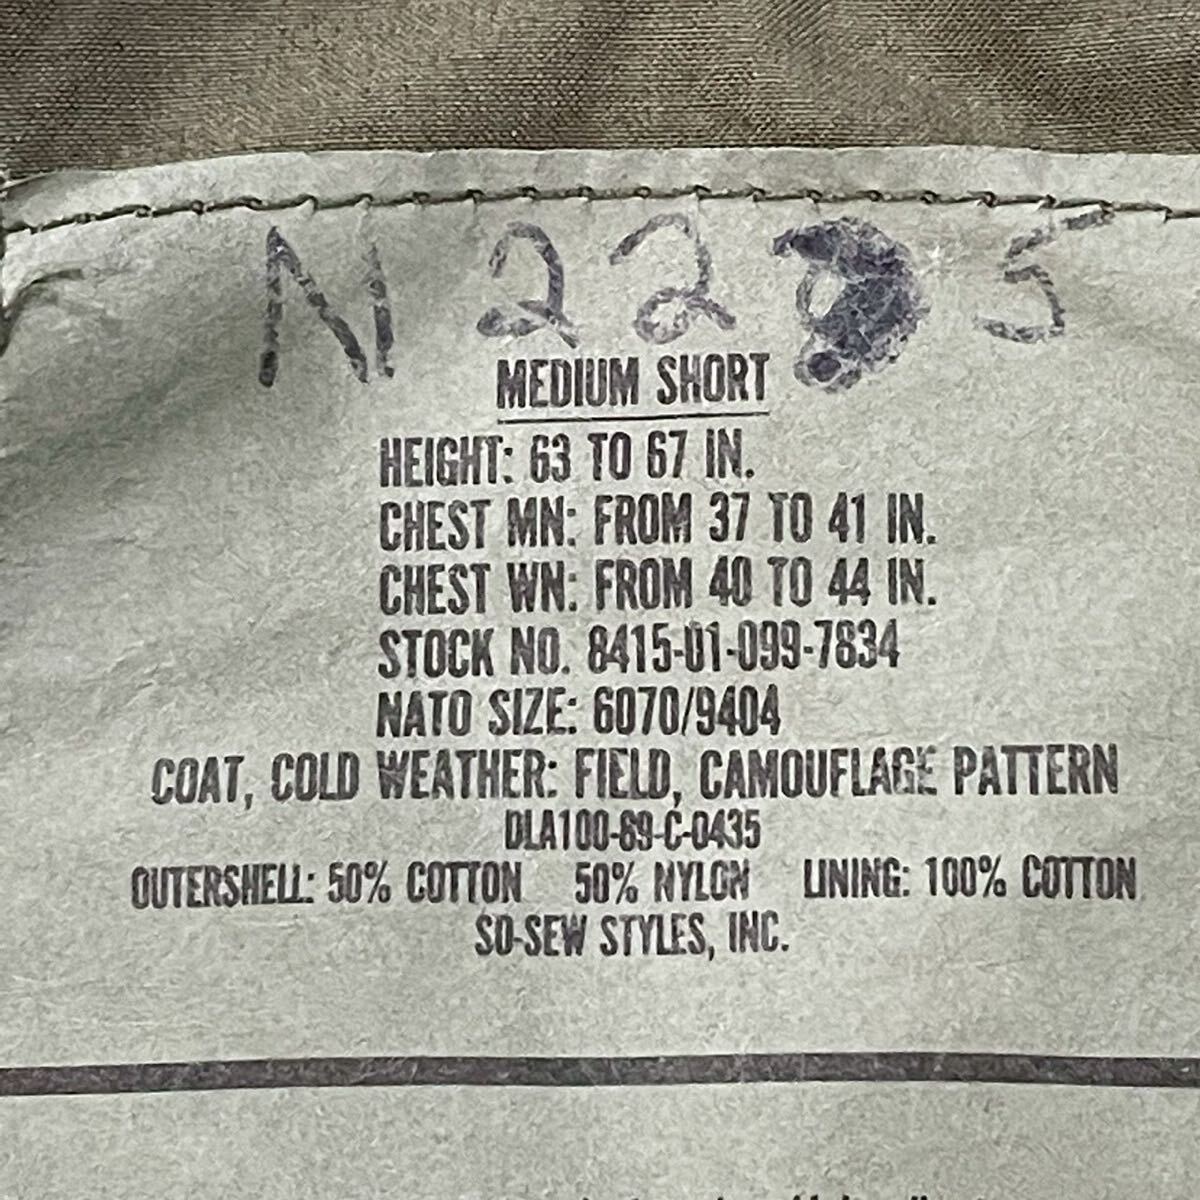 N 22 5
MEDIUM SHORT
HEIGHT: 63 TO 67 IN.
CHEST MN: FROM 37 TO 41 IN.
CHEST WN: FROM 40 TO 44 IN.
STOCK NO. 8415-01-099-7834
NATO SIZE: 6070/9404
COAT, COLD WEATHER: FIELD, CAMOUFLAGE PATTERN
DLA100-89-C-0435
OUTERSHELL: 50% COTTON 50% NYLON LINING: 100% COTTON
SO-SEW STYLES, INC.